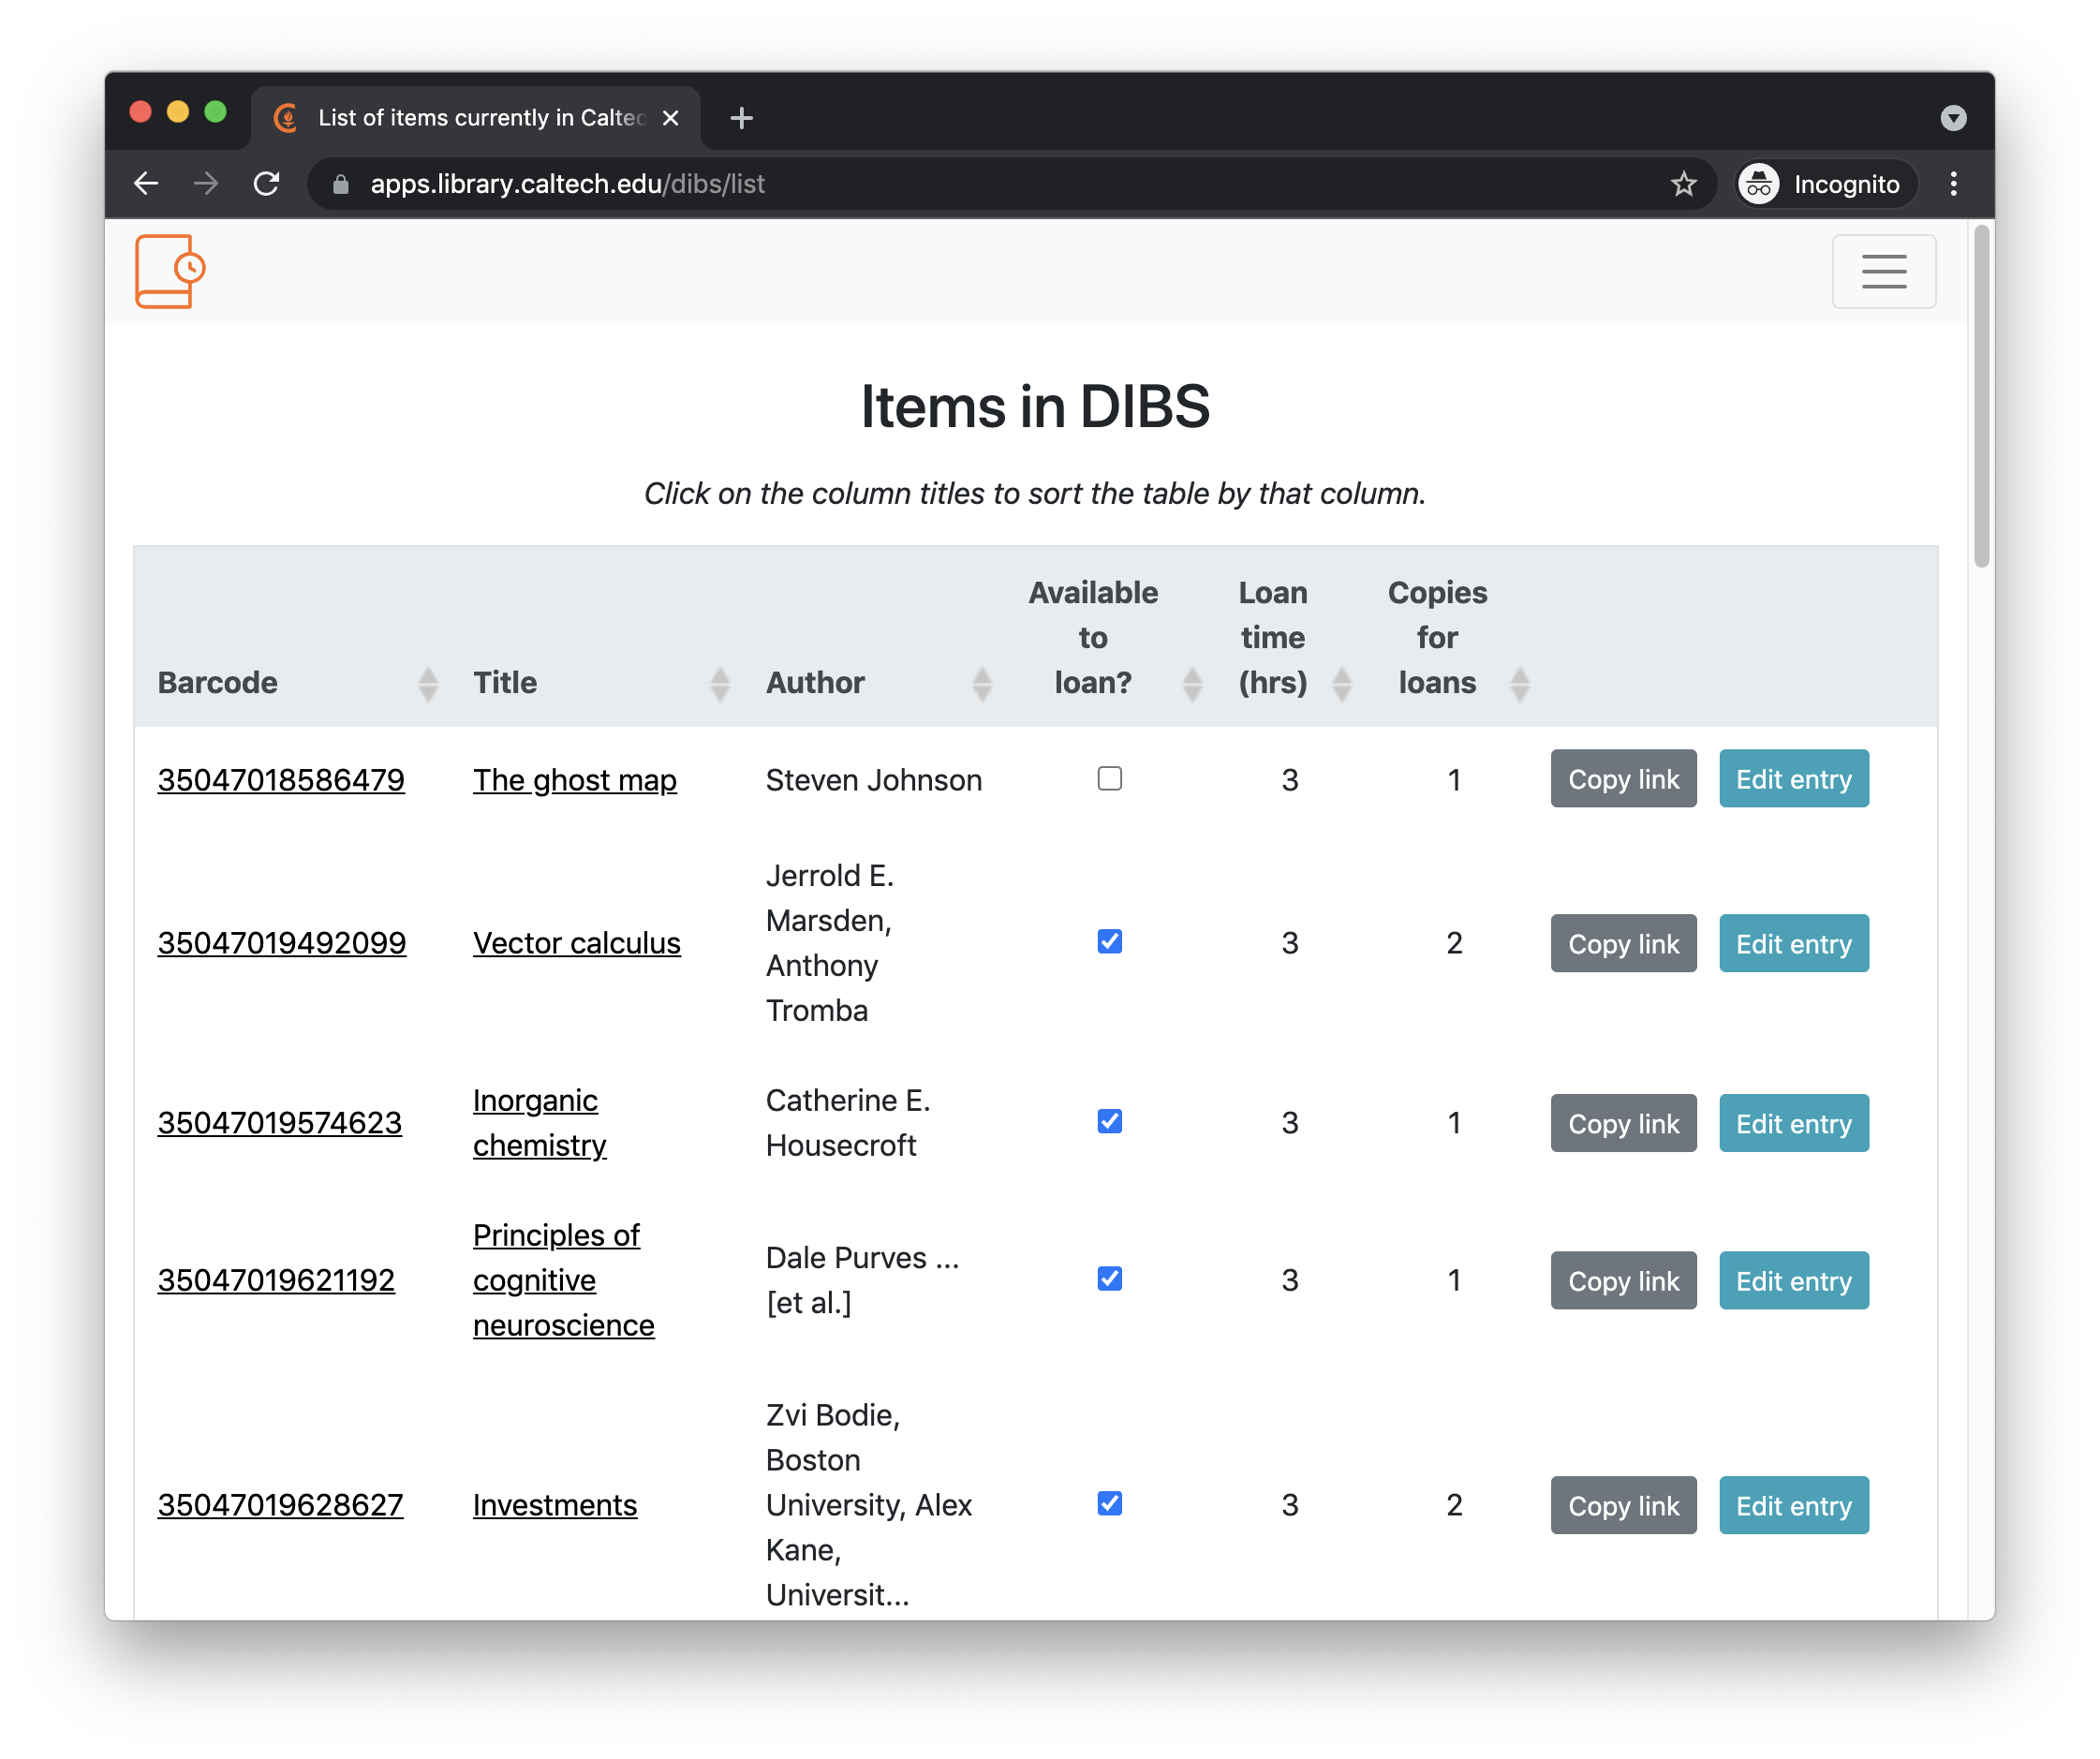 List of items currently in Caltec
apps.library.caltech.edu/dibs/list
Incognito
Items in DIBS
Click on the column titles to sort the table by that column.
Barcode
Title
Author
Available
to
loan?
Loan
time
(hrs)
Copies
for
loans
35047018586479
The ghost map
Steven Johnson
3
1
Copy link
Edit entry
35047019492099
Vector calculus
Jerrold E.
Marsden,
Anthony
Tromba
3
2
Copy link
Edit entry
35047019574623
Inorganic
chemistry
Catherine E.
Housecroft
3
1
Copy link
Edit entry
35047019621192
Principles of
cognitive
neuroscience
Dale Purves ...
[et al.]
3
1
Copy link
Edit entry
35047019628627
Investments
Zvi Bodie,
Boston
University, Alex
Kane,
Universit...
3
2
Copy link
Edit entry